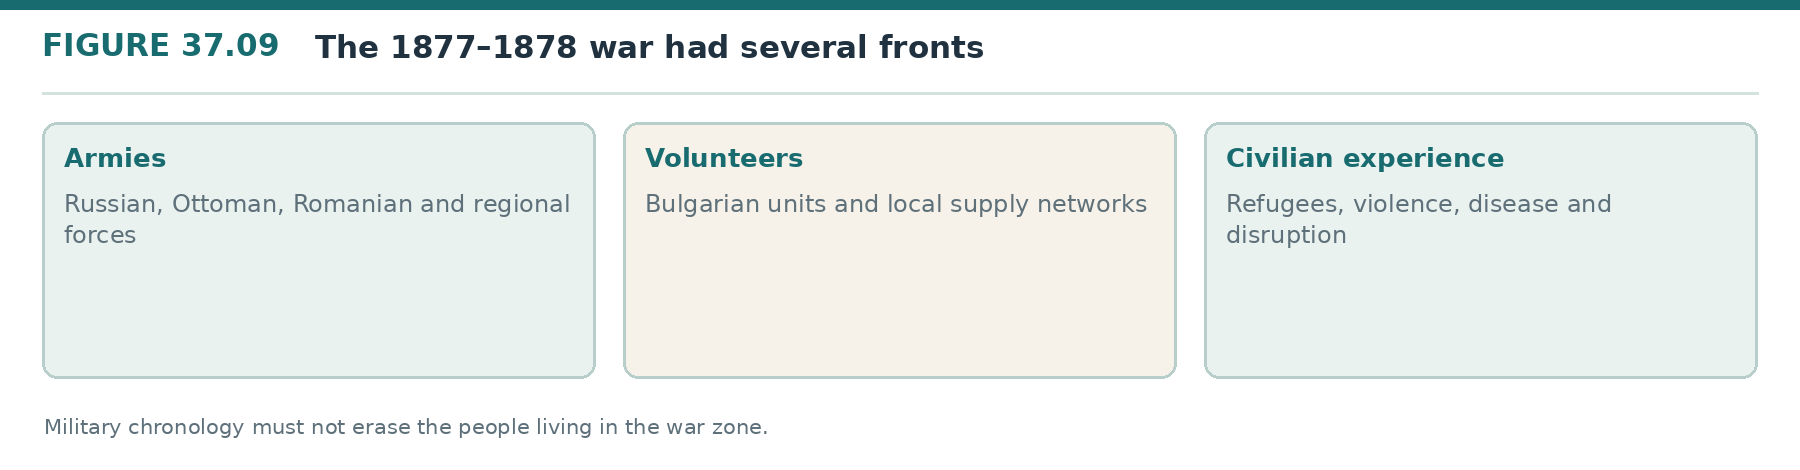 FIGURE 37.09 The 1877–1878 war had several fronts
Armies
Russian, Ottoman, Romanian and regional
forces
Volunteers
Bulgarian units and local supply networks
Civilian experience
Refugees, violence, disease and
disruption
Military chronology must not erase the people living in the war zone.